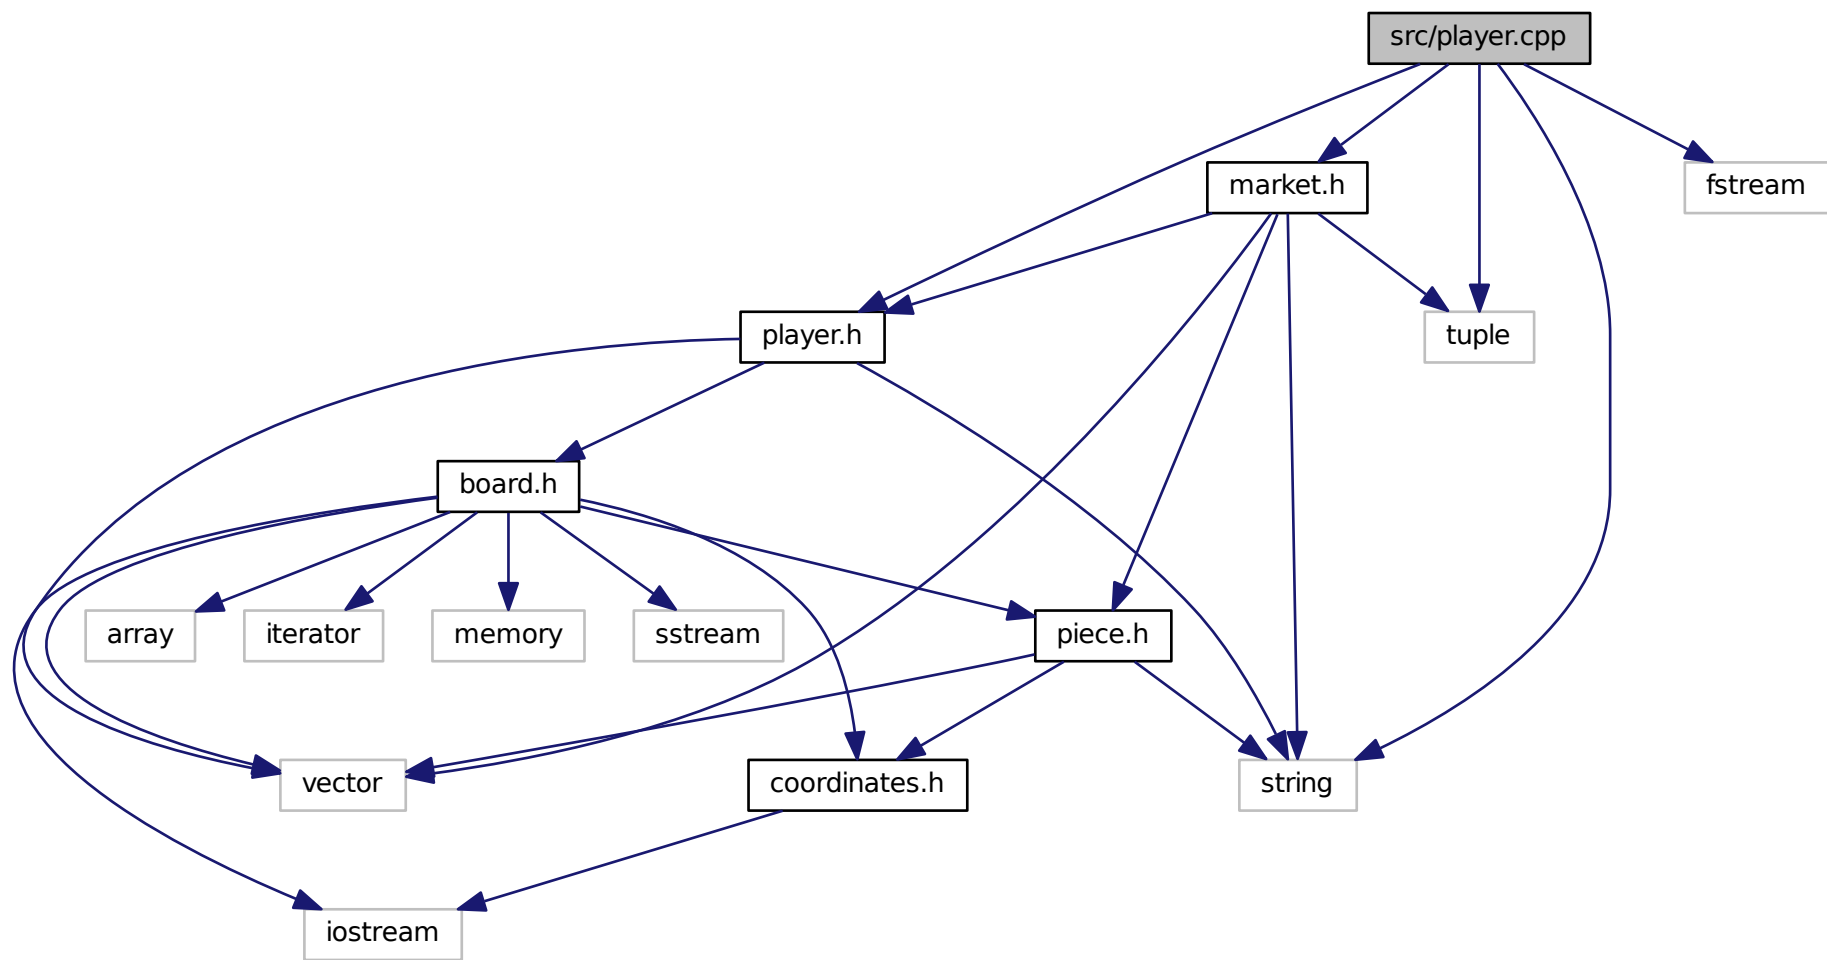 src/player.cpp
market.h
fstream
player.h
tuple
board.h
array
iterator
memory
sstream
piece.h
vector
coordinates.h
string
iostream